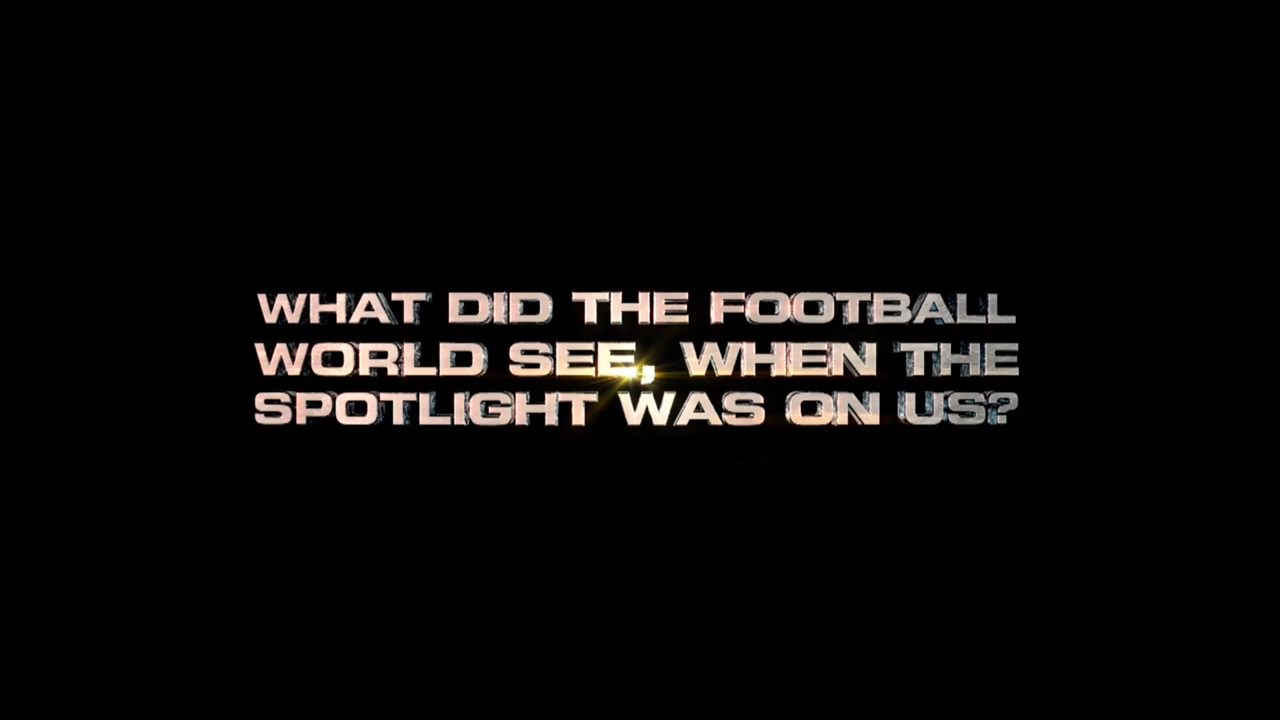 WHAT DID THE FOOTBALL
WORLD SEE, WHEN THE
SPOTLIGHT WAS ON US?